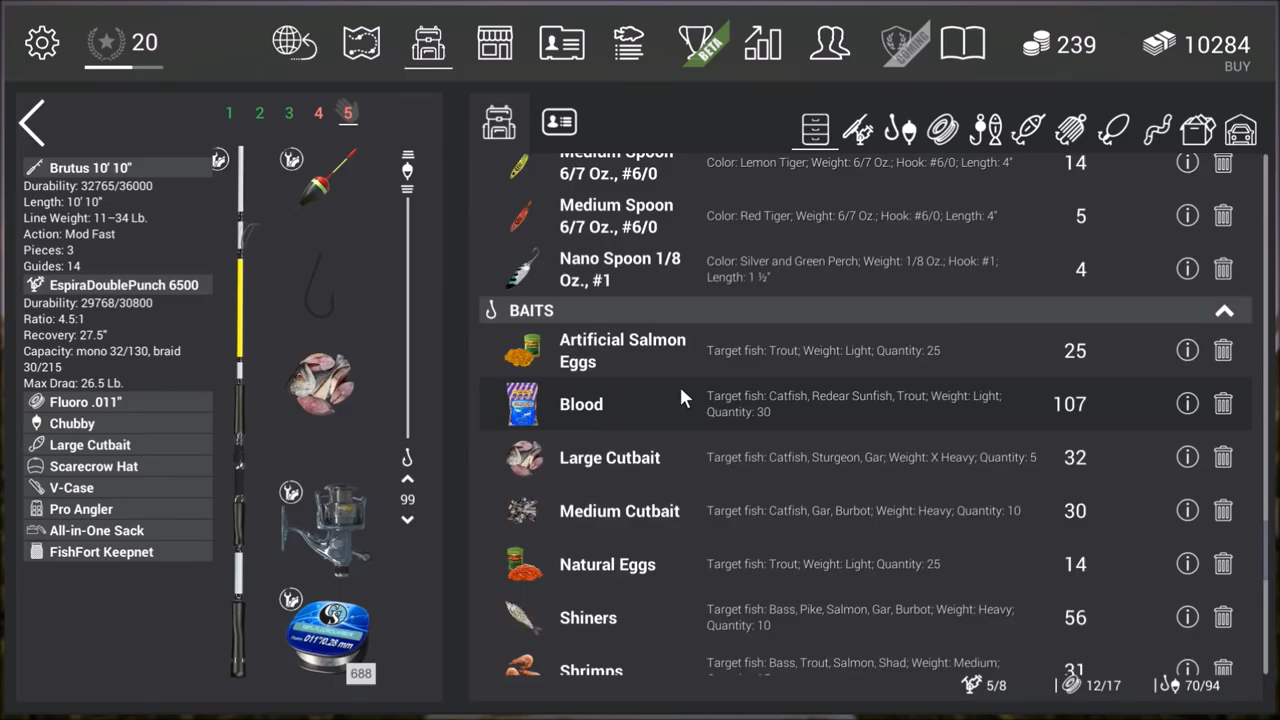 20
BETA
COMING
239
10284
BUY
1 2 3 4 5
Brutus 10' 10"
Durability: 32765/36000
Length: 10' 10"
Line Weight: 11–34 Lb.
Action: Mod Fast
Pieces: 3
Guides: 14
EspiraDoublePunch 6500
Durability: 29768/30800
Ratio: 4.5:1
Recovery: 27.5"
Capacity: mono 32/130, braid
30/215
Max Drag: 26.5 Lb.
Fluoro .011"
Chubby
Large Cutbait
Scarecrow Hat
V-Case
Pro Angler
All-in-One Sack
FishFort Keepnet
99
011"/0.28 mm
688
Medium Spoon
6/7 Oz., #6/0
Color: Lemon Tiger; Weight: 6/7 Oz.; Hook: #6/0; Length: 4"
14
Medium Spoon
6/7 Oz., #6/0
Color: Red Tiger; Weight: 6/7 Oz.; Hook: #6/0; Length: 4"
5
Nano Spoon 1/8
Oz., #1
Color: Silver and Green Perch; Weight: 1/8 Oz.; Hook: #1;
Length: 1 ½"
4
BAITS
Artificial Salmon
Eggs
Target fish: Trout; Weight: Light; Quantity: 25
25
Blood
Target fish: Catfish, Redear Sunfish, Trout; Weight: Light;
Quantity: 30
107
Large Cutbait
Target fish: Catfish, Sturgeon, Gar; Weight: X Heavy; Quantity: 5
32
Medium Cutbait
Target fish: Catfish, Gar, Burbot; Weight: Heavy; Quantity: 10
30
Natural Eggs
Target fish: Trout; Weight: Light; Quantity: 25
14
Shiners
Target fish: Bass, Pike, Salmon, Gar, Burbot; Weight: Heavy;
Quantity: 10
56
Shrimps
Target fish: Bass, Trout, Salmon, Shad; Weight: Medium;
31
5/8
12/17
70/94